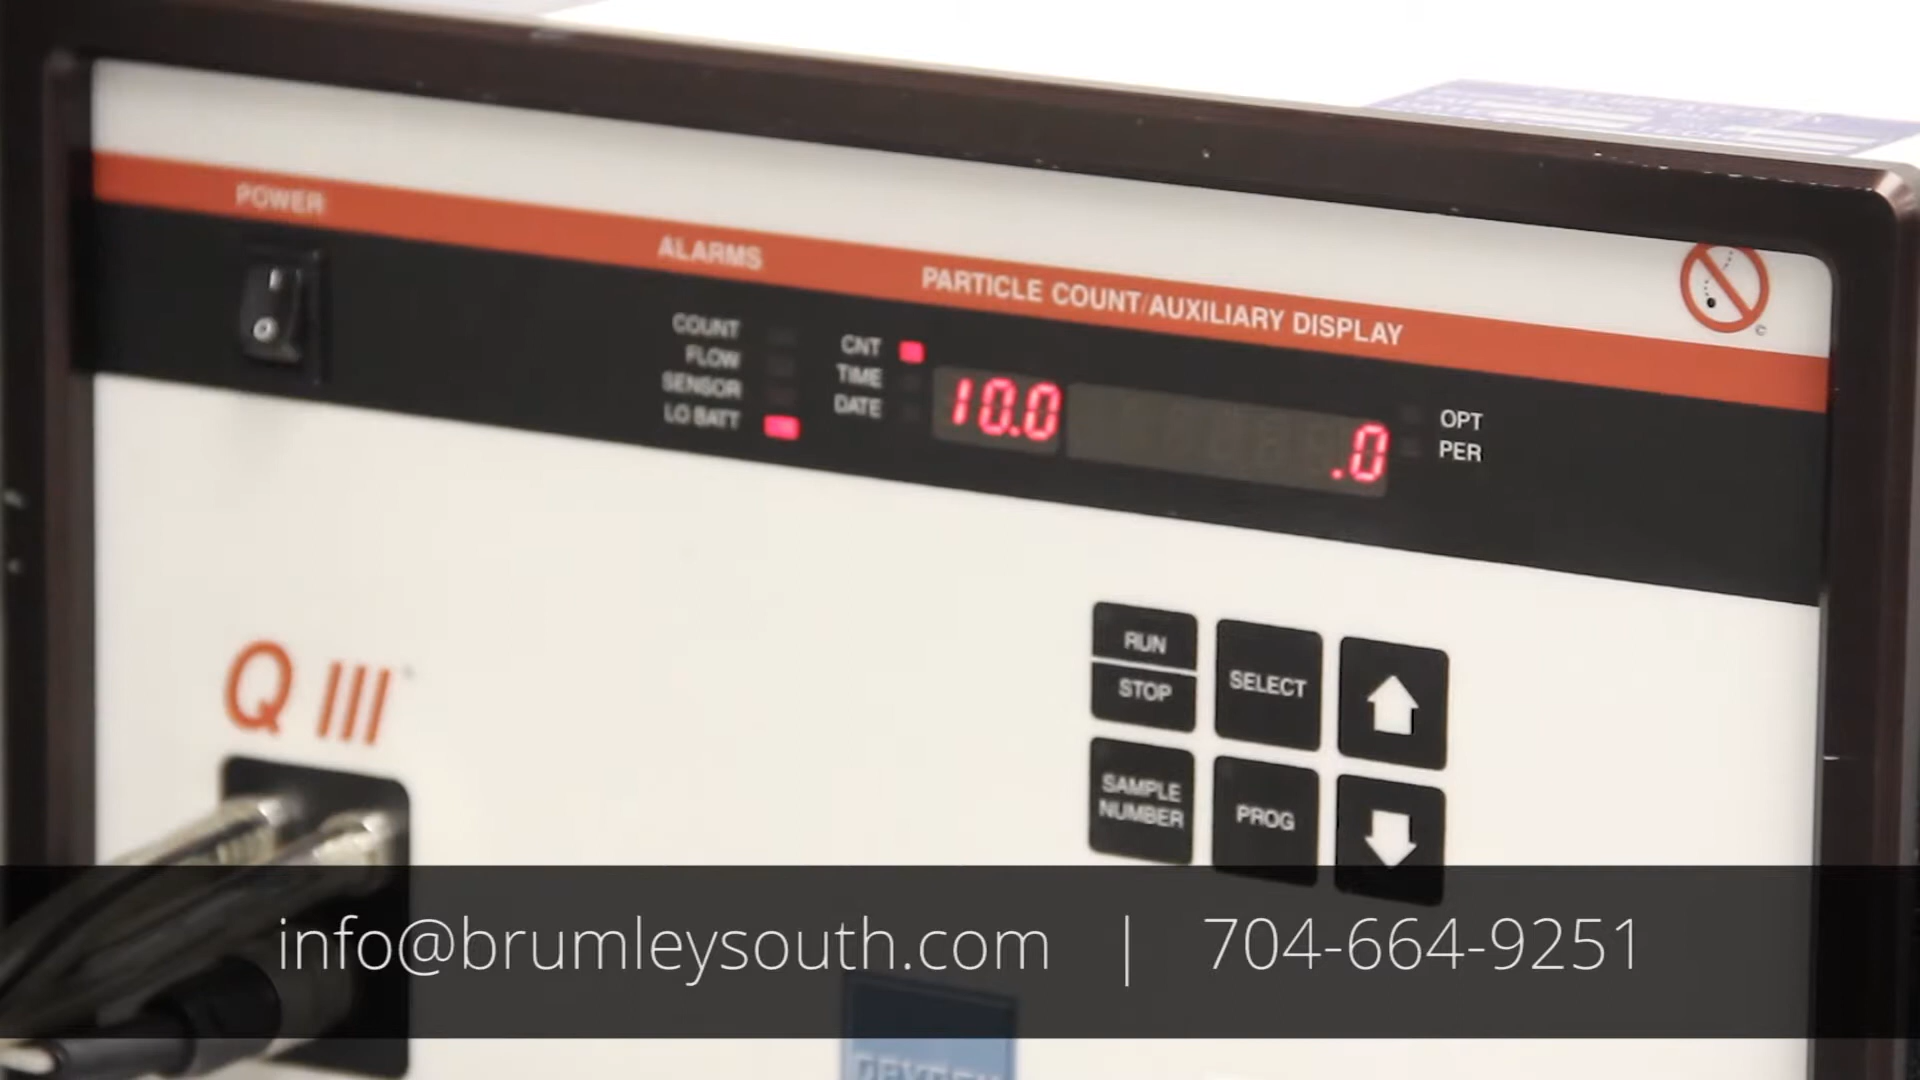 POWER
ALARMS
PARTICLE COUNT/AUXILIARY DISPLAY
©
COUNT
FLOW
SENSOR
LO BATT
CNT
TIME
DATE
10.0
.0
OPT
PER
Q III
RUN
STOP
SELECT
SAMPLE
NUMBER
PROG
info@brumleysouth.com | 704-664-9251